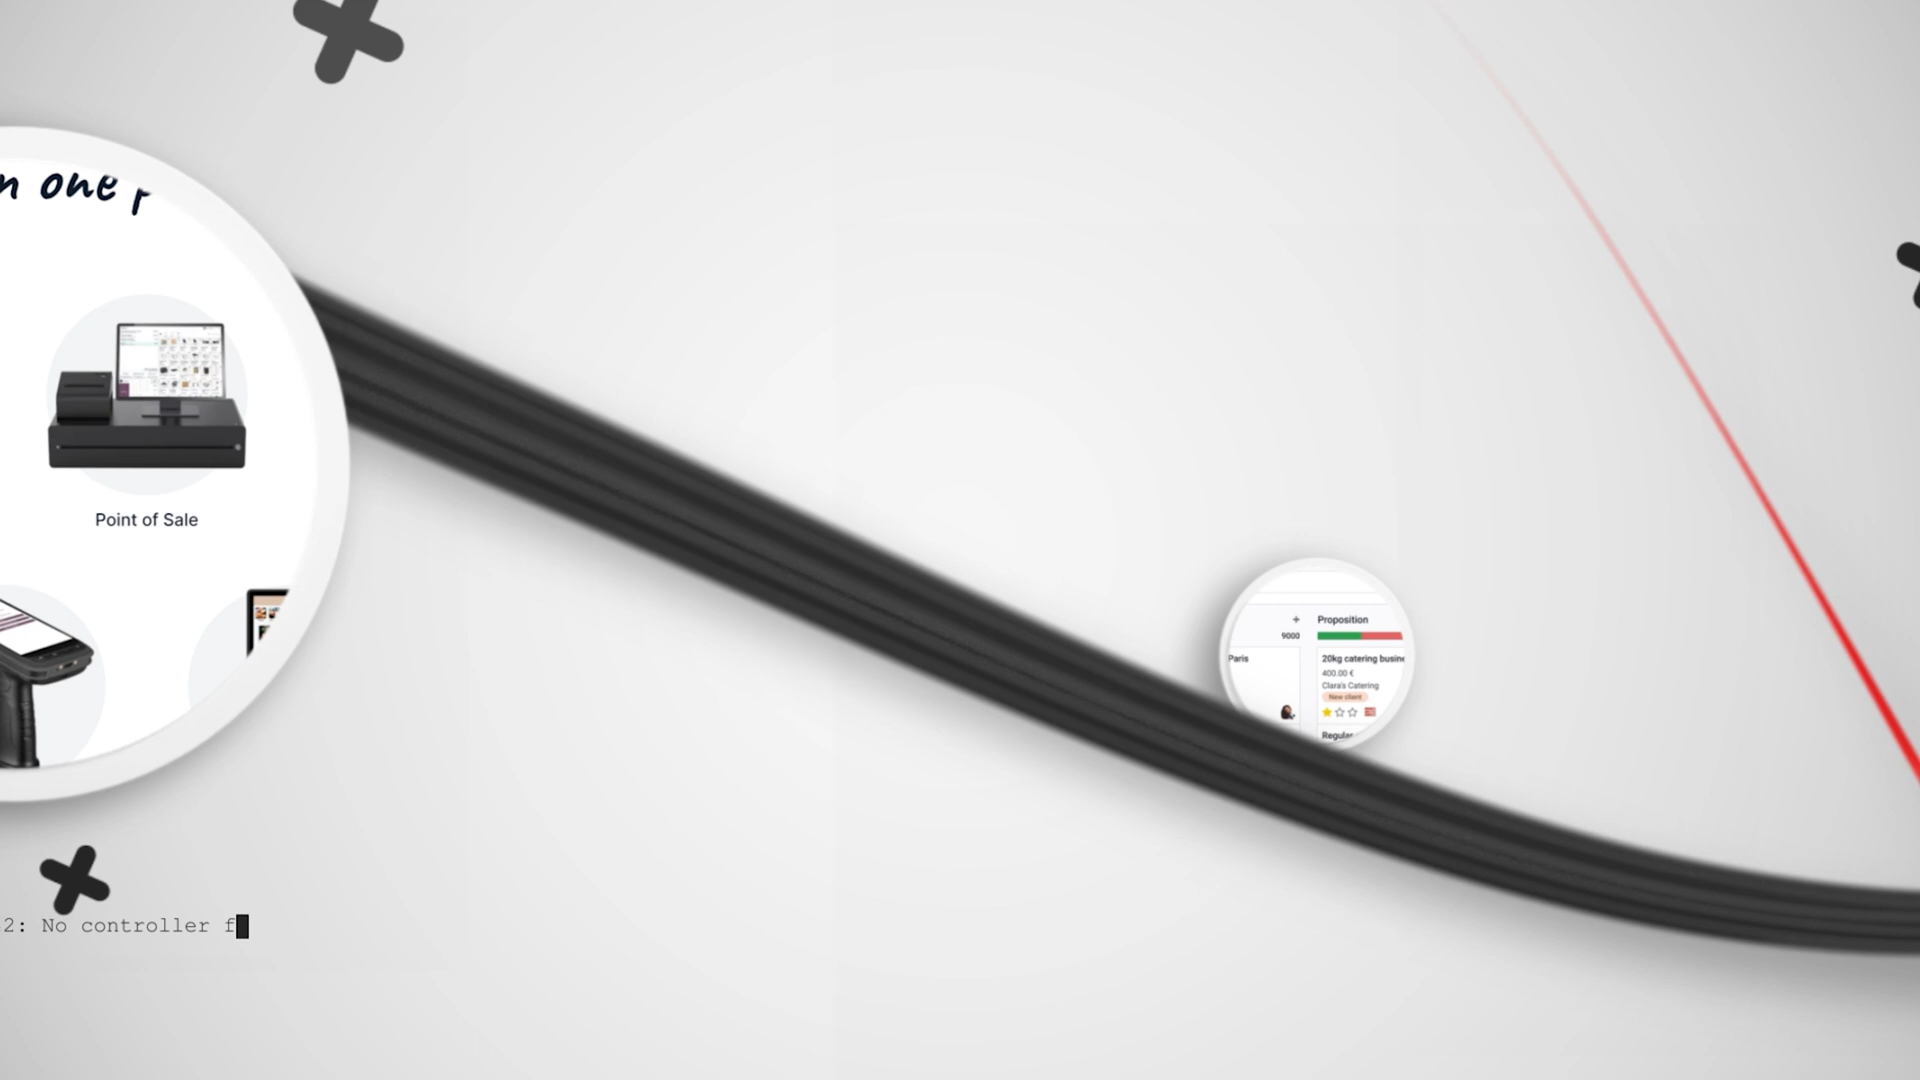 one
Point of Sale
+ Proposition
9000
Paris
20kg catering busine
400.00 €
Clara's Catering
New client
Regular
2: No controller f